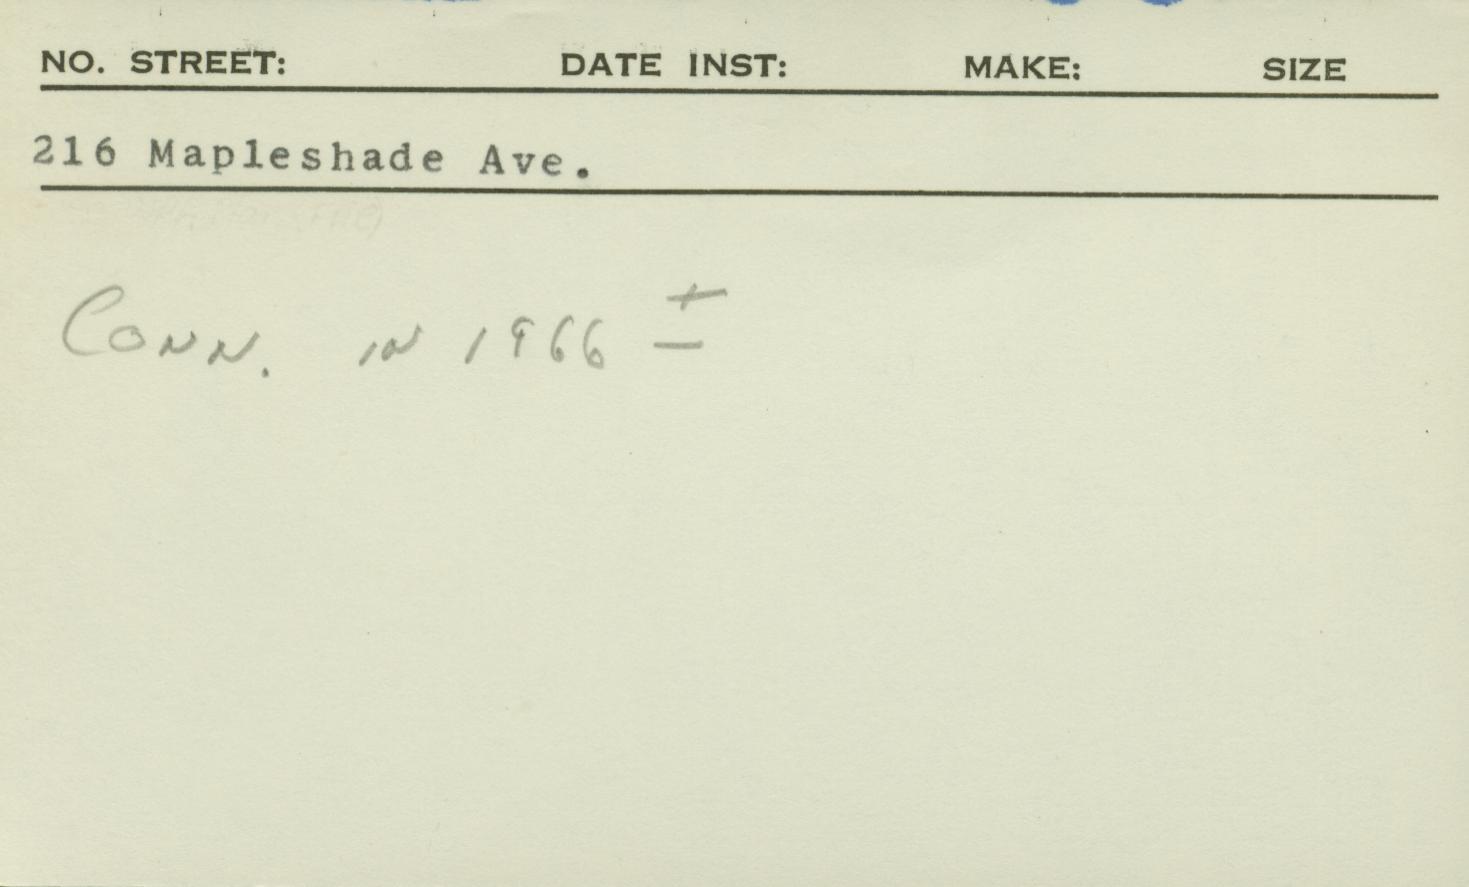 NO. STREET: DATE INST: MAKE: SIZE
216 Mapleshade Ave.
Conn. in 1966 ±